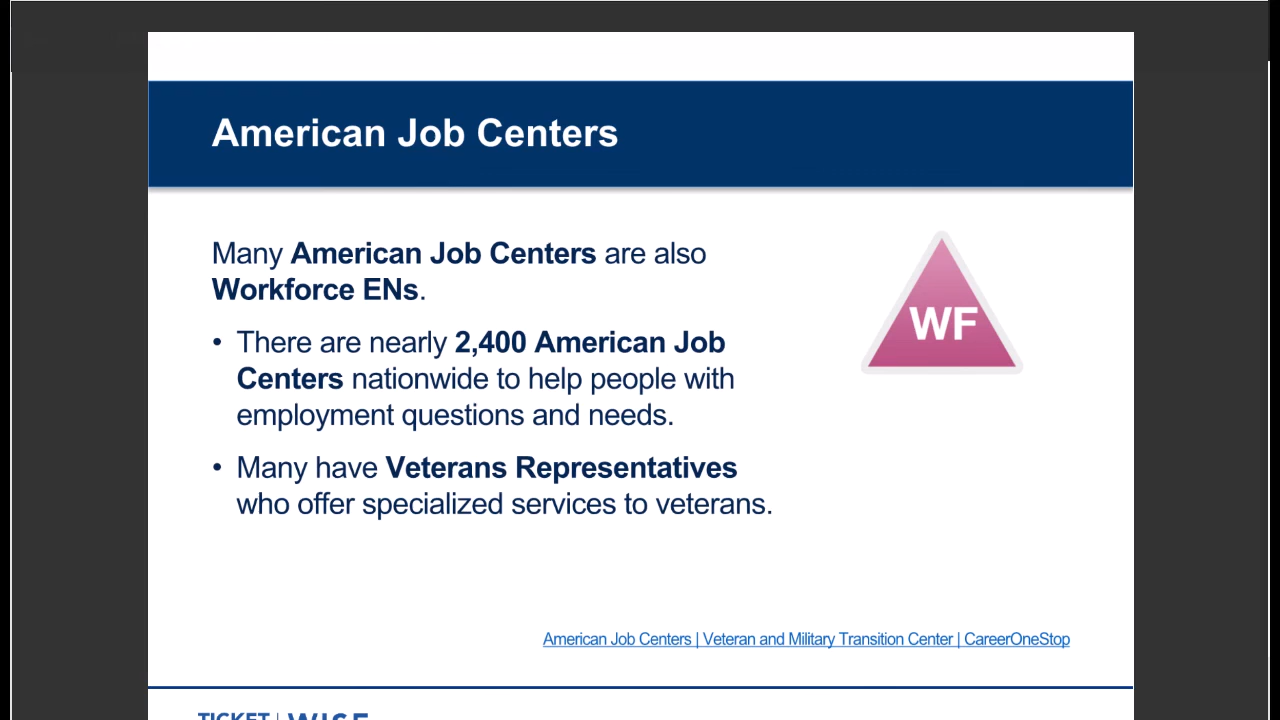 American Job Centers
Many American Job Centers are also
Workforce ENs.
• There are nearly 2,400 American Job
Centers nationwide to help people with
employment questions and needs.
• Many have Veterans Representatives
who offer specialized services to veterans.
WF
American Job Centers | Veteran and Military Transition Center | CareerOneStop
TICKET | WISE